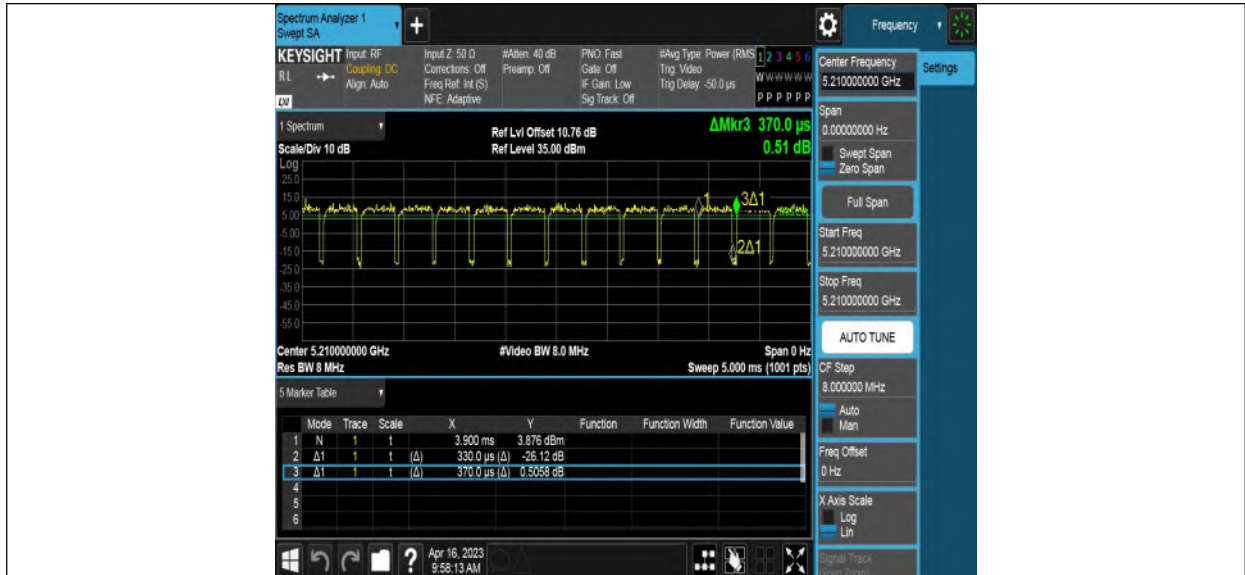 Spectrum Analyzer 1
Swept SA
+
Frequency
KEYSIGHT Input: RF
R L Coupling: DC
Align: Auto
Input Z: 50 Ω
Corrections: Off
Freq Ref: Int (S)
NFE: Adaptive
#Atten: 40 dB
Preamp: Off
PNO: Fast
Gate: Off
IF Gain: Low
Sig Track: Off
#Avg Type: Power (RMS
Trig: Video
Trig Delay: -50.0 µs
1 2 3 4 5 6
W W W W W W
P P P P P P
1 Spectrum
Scale/Div 10 dB
Ref Lvl Offset 10.76 dB
Ref Level 35.00 dBm
ΔMkr3 370.0 µs
0.51 dB
Log
25.0
15.0
5.00
-5.00
-15.0
-25.0
-35.0
-45.0
-55.0
1
3Δ1
2Δ1
Center 5.210000000 GHz
Res BW 8 MHz
#Video BW 8.0 MHz
Span 0 Hz
Sweep 5.000 ms (1001 pts)
5 Marker Table
Mode Trace Scale X Y Function Function Width Function Value
1 N 1 t 3.900 ms 3.876 dBm
2 Δ1 1 t (Δ) 330.0 µs (Δ) -26.12 dB
3 Δ1 1 t (Δ) 370.0 µs (Δ) 0.5058 dB
4
5
6
?
Apr 16, 2023
9:58:13 AM
Center Frequency
5.210000000 GHz
Settings
Span
0.00000000 Hz
Swept Span
Zero Span
Full Span
Start Freq
5.210000000 GHz
Stop Freq
5.210000000 GHz
AUTO TUNE
CF Step
8.000000 MHz
Auto
Man
Freq Offset
0 Hz
X Axis Scale
Log
Lin
Signal Track
(Span Zoom)